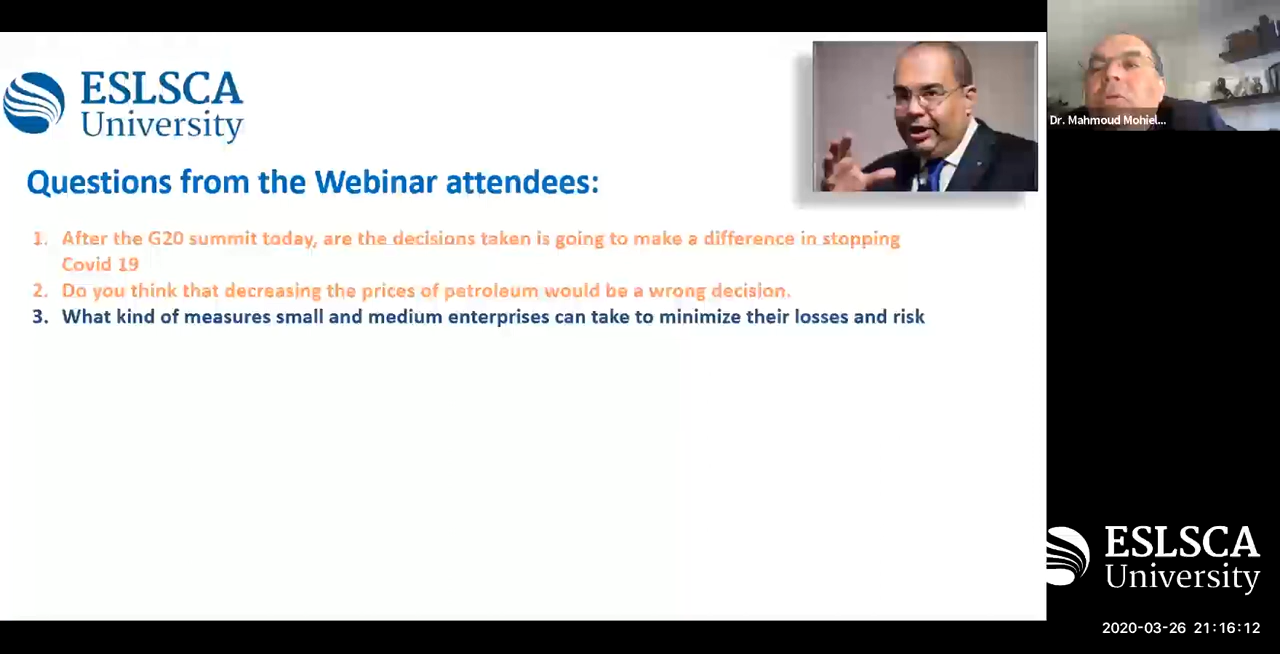 ESLSCA
University
Questions from the Webinar attendees:
1. After the G20 summit today, are the decisions taken is going to make a difference in stopping
Covid 19
2. Do you think that decreasing the prices of petroleum would be a wrong decision.
3. What kind of measures small and medium enterprises can take to minimize their losses and risk
Dr. Mahmoud Mohiel...
ESLSCA
University
2020-03-26 21:16:12